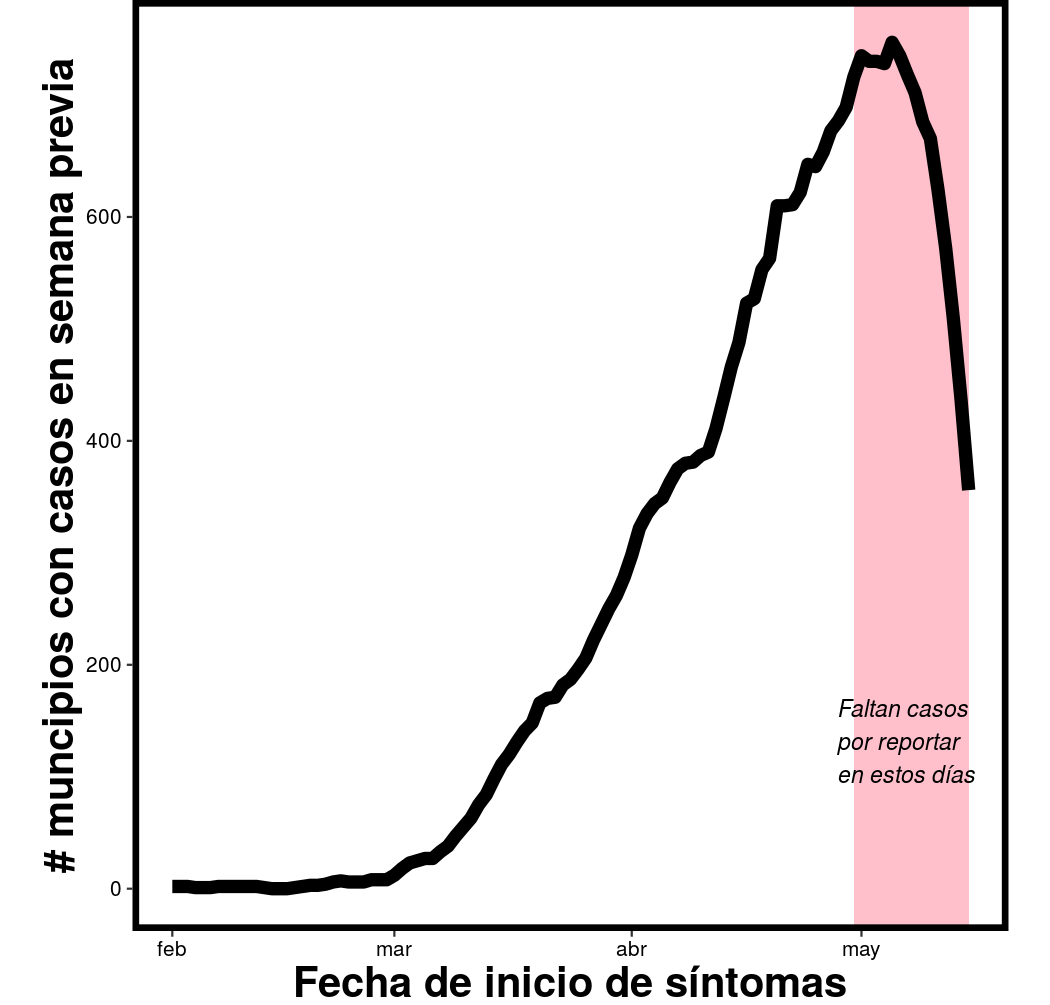 # muncipios con casos en semana previa
600
400
200
0
Faltan casos
por reportar
en estos días
feb
mar
abr
may
Fecha de inicio de síntomas